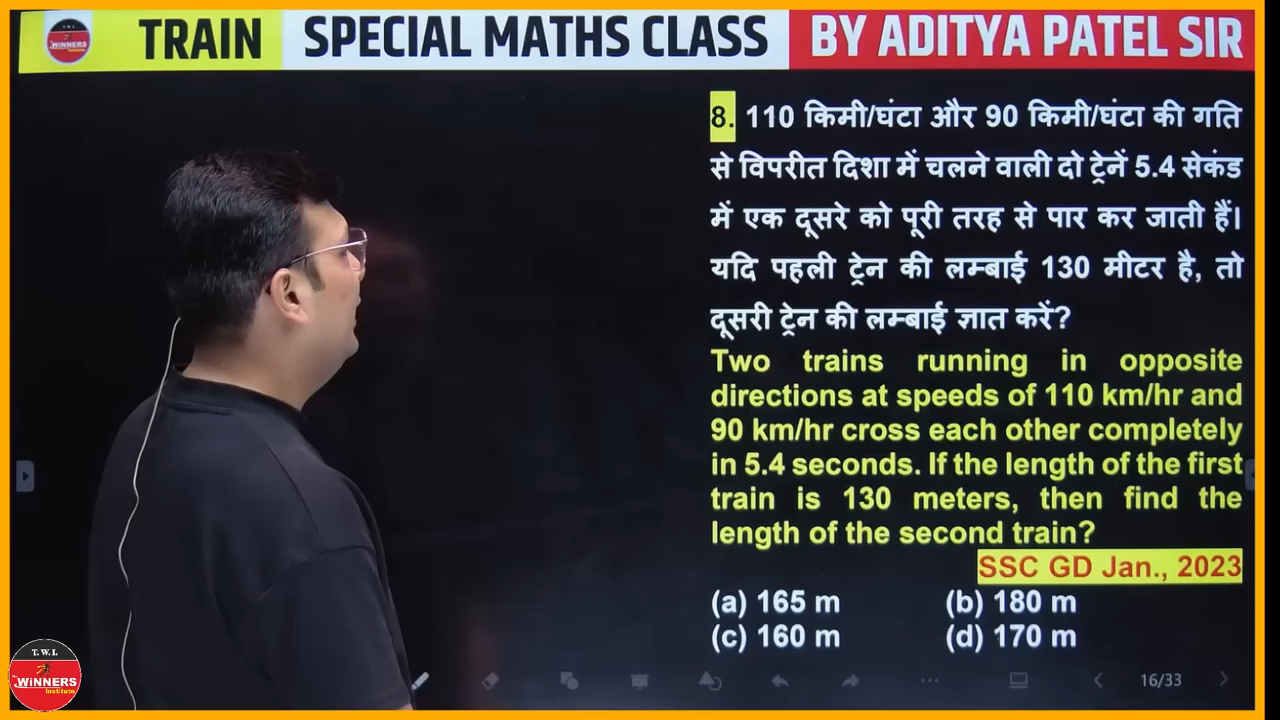 WiNNERS
Institute
TRAIN SPECIAL MATHS CLASS BY ADITYA PATEL SIR
8. 110 किमी/घंटा और 90 किमी/घंटा की गति
से विपरीत दिशा में चलने वाली दो ट्रेनें 5.4 सेकंड
में एक दूसरे को पूरी तरह से पार कर जाती हैं।
यदि पहली ट्रेन की लम्बाई 130 मीटर है, तो
दूसरी ट्रेन की लम्बाई ज्ञात करें?
Two trains running in opposite
directions at speeds of 110 km/hr and
90 km/hr cross each other completely
in 5.4 seconds. If the length of the first
train is 130 meters, then find the
length of the second train?
SSC GD Jan., 2023
(a) 165 m (b) 180 m
(c) 160 m (d) 170 m
16/33
T.W.I.
The
WiNNERS
Institute